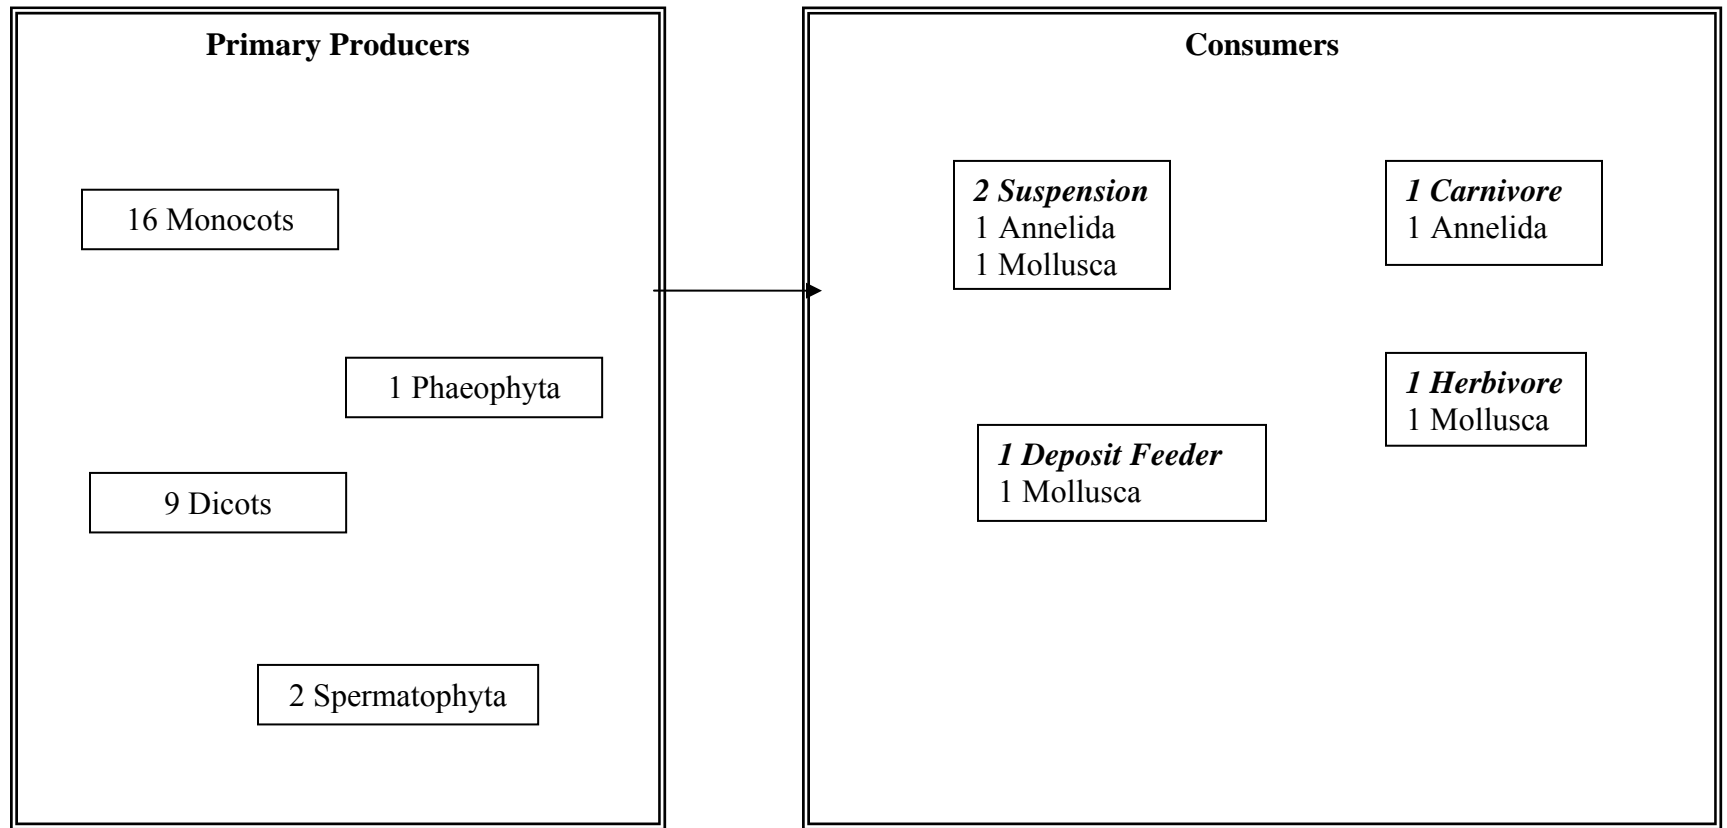 Primary Producers
16 Monocots
1 Phaeophyta
9 Dicots
2 Spermatophyta
Consumers
2 Suspension
1 Annelida
1 Mollusca
1 Carnivore
1 Annelida
1 Deposit Feeder
1 Mollusca
1 Herbivore
1 Mollusca